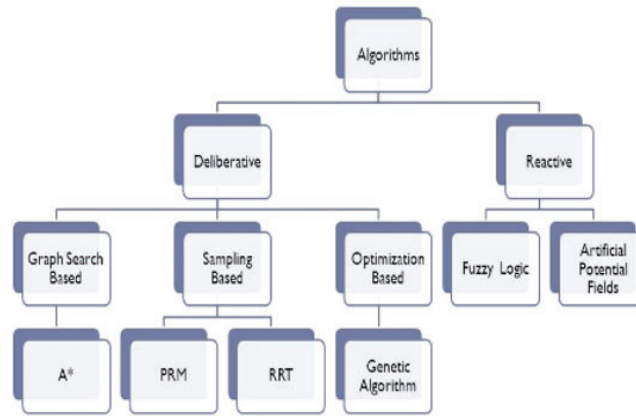 Algorithms
Deliberative
Reactive
Graph Search
Based
Sampling
Based
Optimization
Based
Fuzzy Logic
Artificial
Potential
Fields
A*
PRM
RRT
Genetic
Algorithm